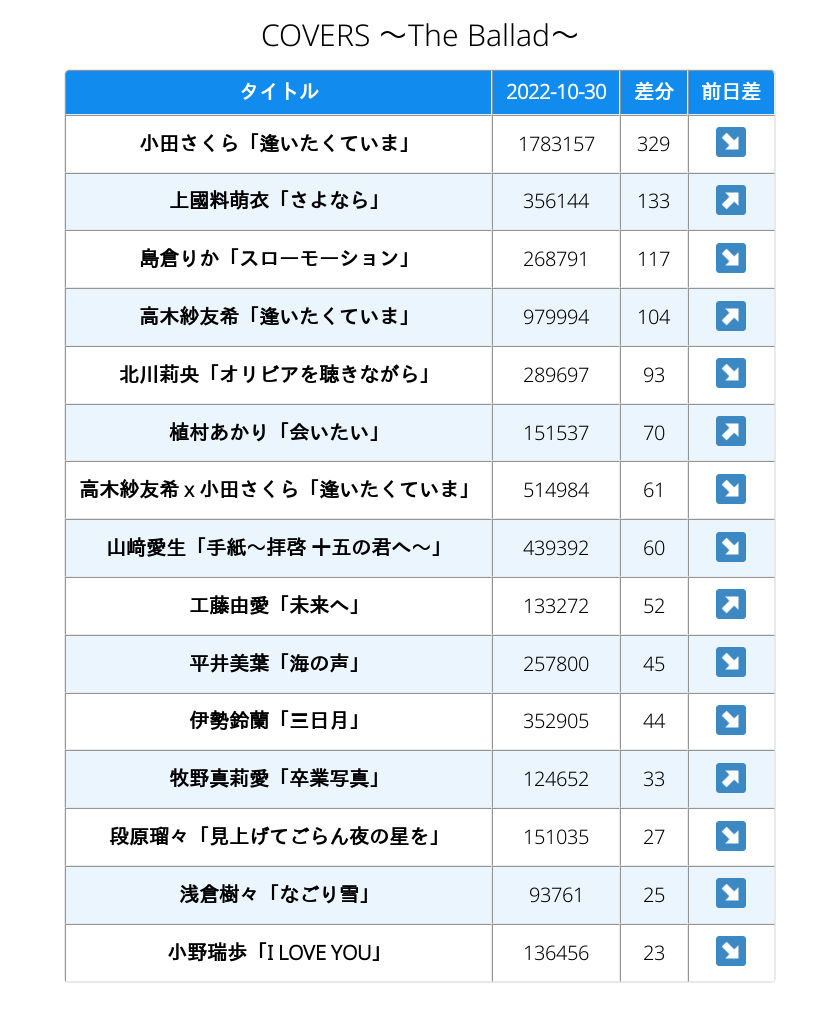 COVERS ～The Ballad～
タイトル 2022-10-30 差分 前日差
小田さくら「逢いたくていま」 1783157 329 ↘
上國料萌衣「さよなら」 356144 133 ↗
島倉りか「スローモーション」 268791 117 ↘
高木紗友希「逢いたくていま」 979994 104 ↗
北川莉央「オリビアを聴きながら」 289697 93 ↘
植村あかり「会いたい」 151537 70 ↗
高木紗友希 x 小田さくら「逢いたくていま」 514984 61 ↘
山﨑愛生「手紙～拝啓 十五の君へ～」 439392 60 ↘
工藤由愛「未来へ」 133272 52 ↗
平井美葉「海の声」 257800 45 ↘
伊勢鈴蘭「三日月」 352905 44 ↘
牧野真莉愛「卒業写真」 124652 33 ↗
段原瑠々「見上げてごらん夜の星を」 151035 27 ↘
浅倉樹々「なごり雪」 93761 25 ↘
小野瑞歩「I LOVE YOU」 136456 23 ↘